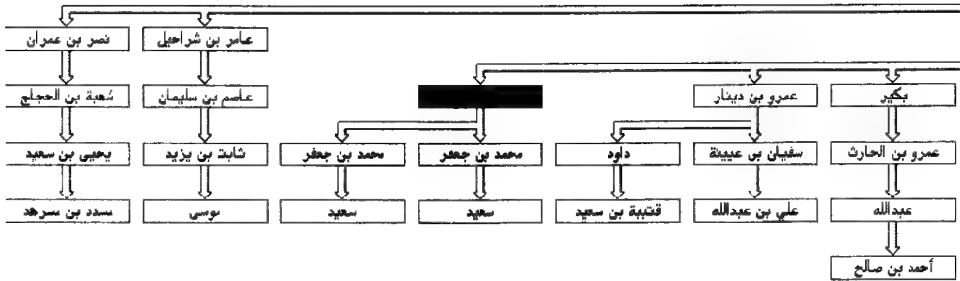 عامر بن شراحيل
نصر بن عمران
بكير
عمرو بن دينار
عاصم بن سليمان
شعبة بن الحجاج
عمرو بن الحارث
سفيان بن عيينة
داود
محمد بن جعفر
محمد بن جعفر
ثابت بن يزيد
يحيى بن سعيد
عبدالله
علي بن عبدالله
قتيبة بن سعيد
سعيد
سعيد
موسى
مسدد بن مسرهد
أحمد بن صالح